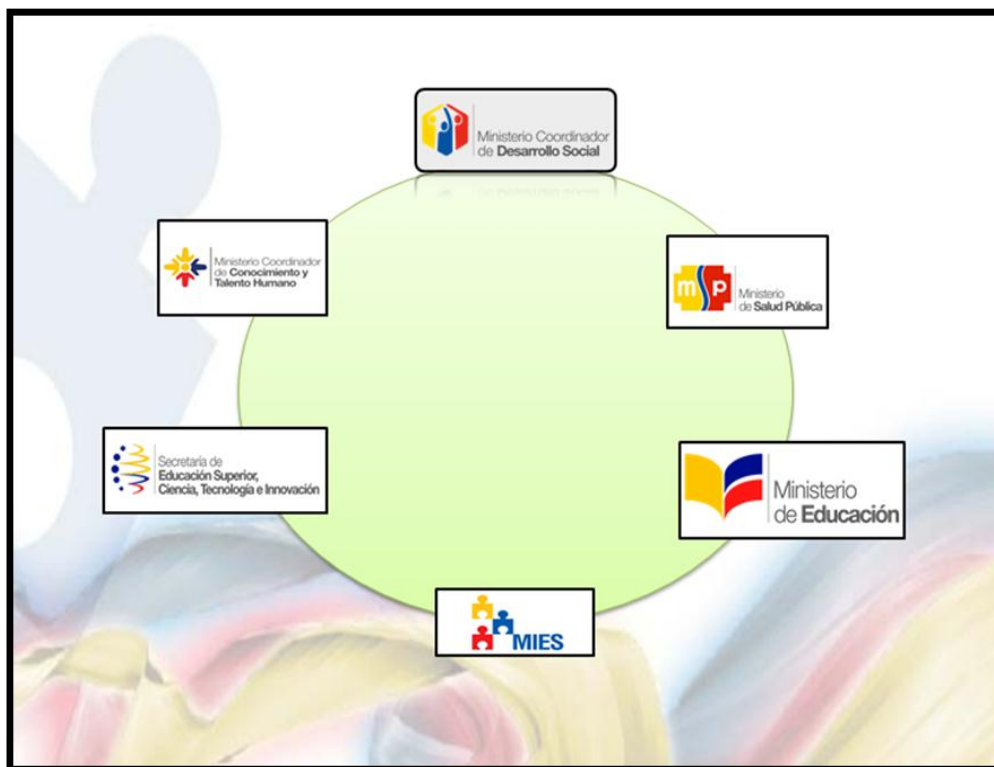 Ministerio Coordinador
de Desarrollo Social
Ministerio Coordinador
de Conocimiento y
Talento Humano
msp
Ministerio
de Salud Pública
Secretaría de
Educación Superior,
Ciencia, Tecnología e Innovación
Ministerio
de Educación
MIES